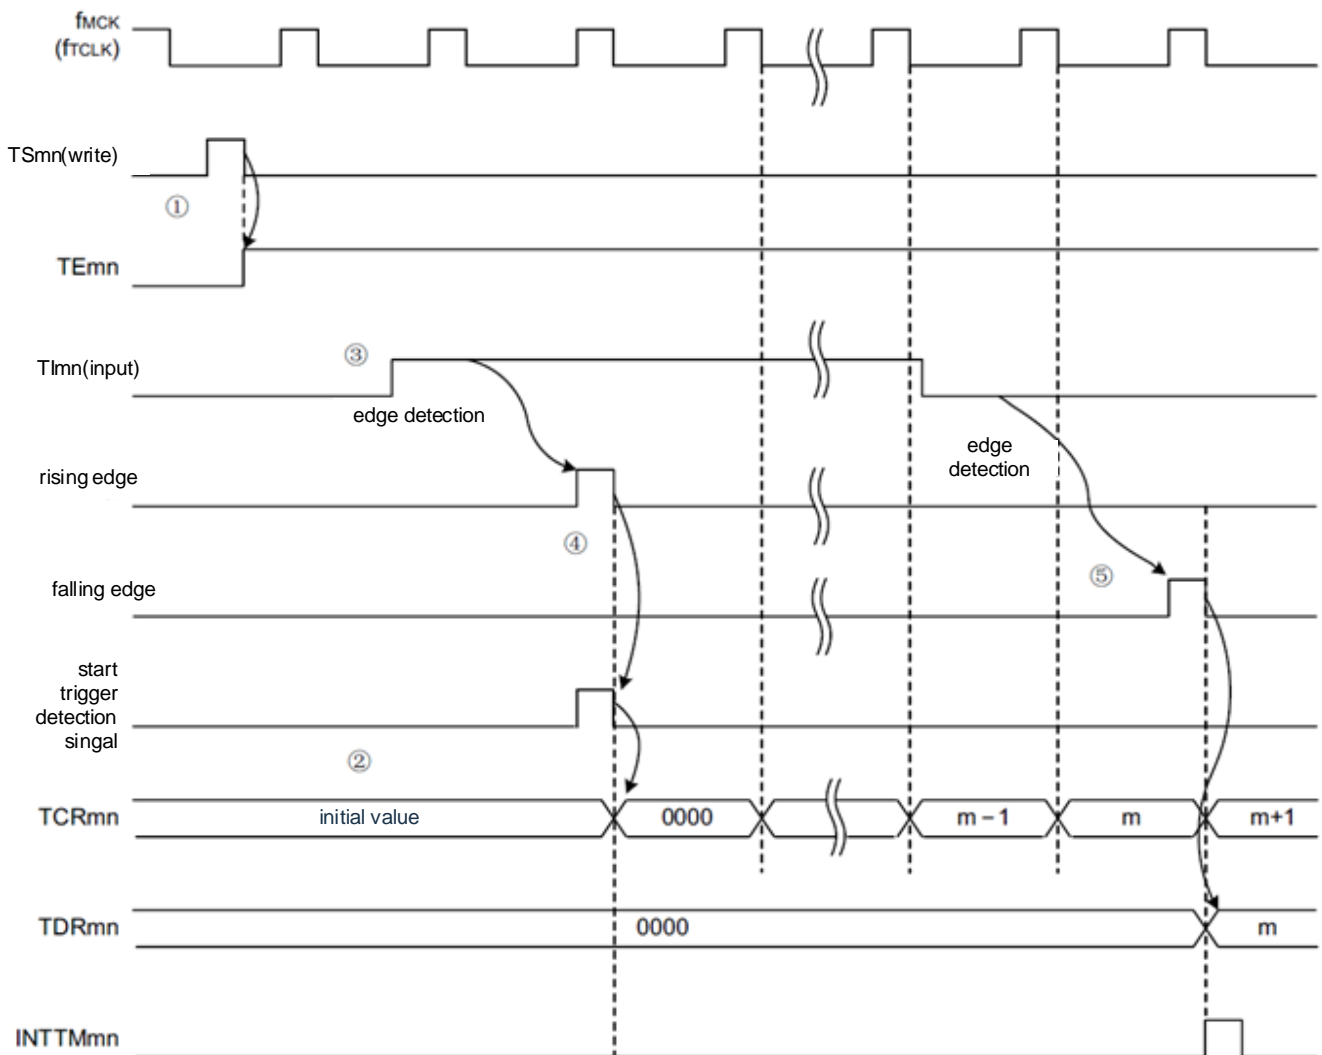 fMCK
(fTCLK)
TSmn(write)
①
TEmn
③
TImn(input)
edge detection
edge
detection
rising edge
④
⑤
falling edge
start
trigger
detection
singal
②
TCRmn
initial value
0000
m – 1
m
m+1
TDRmn
0000
m
INTTMmn